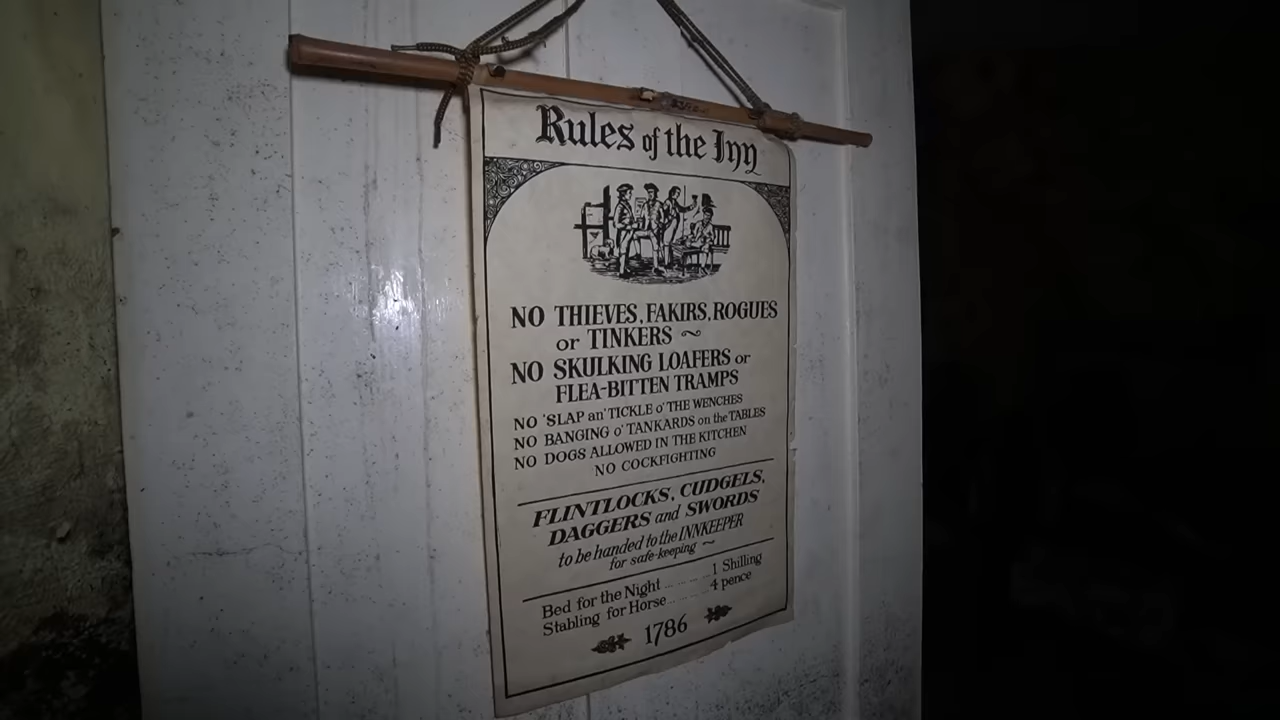 Rules of the Inn
NO THIEVES, FAKIRS, ROGUES
or TINKERS ~
NO SKULKING LOAFERS or
FLEA-BITTEN TRAMPS
NO 'SLAP an' TICKLE o' THE WENCHES
NO BANGING o' TANKARDS on the TABLES
NO DOGS ALLOWED IN THE KITCHEN
NO COCKFIGHTING
FLINTLOCKS, CUDGELS,
DAGGERS and SWORDS
to be handed to the INNKEEPER
for safe-keeping ~
Bed for the Night ......... 1 Shilling
Stabling for Horse ........ 4 pence
1786